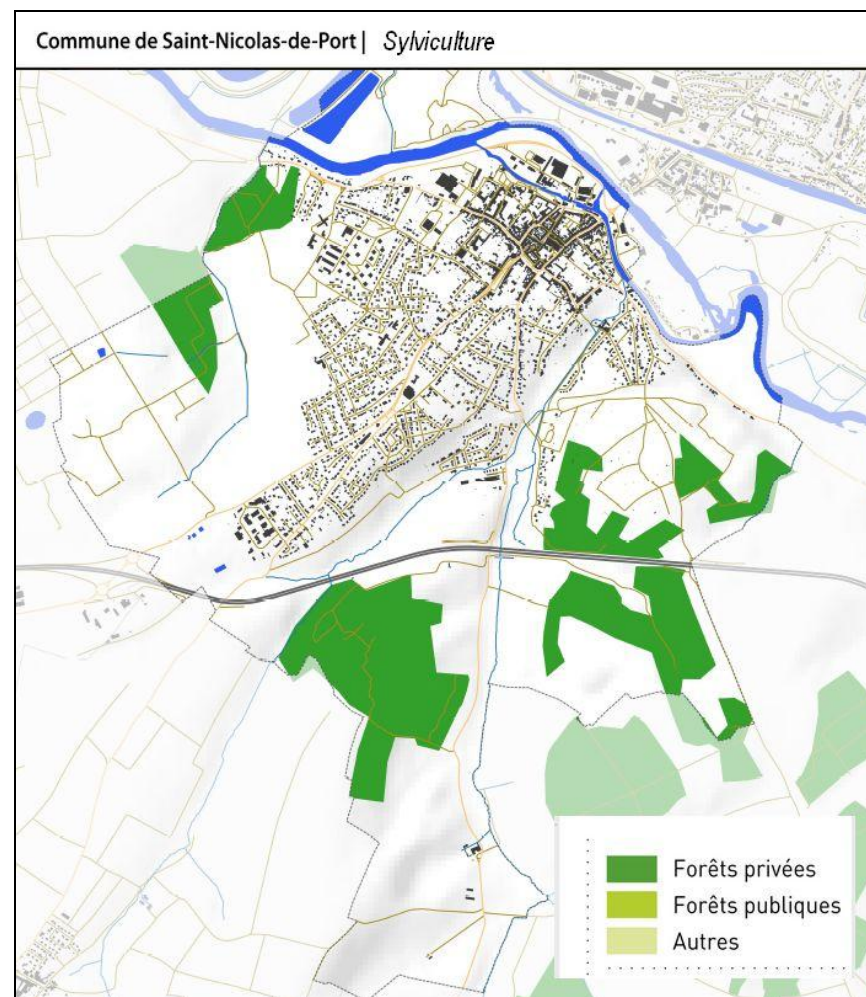 Commune de Saint-Nicolas-de-Port | Sylviculture
Forêts privées
Forêts publiques
Autres